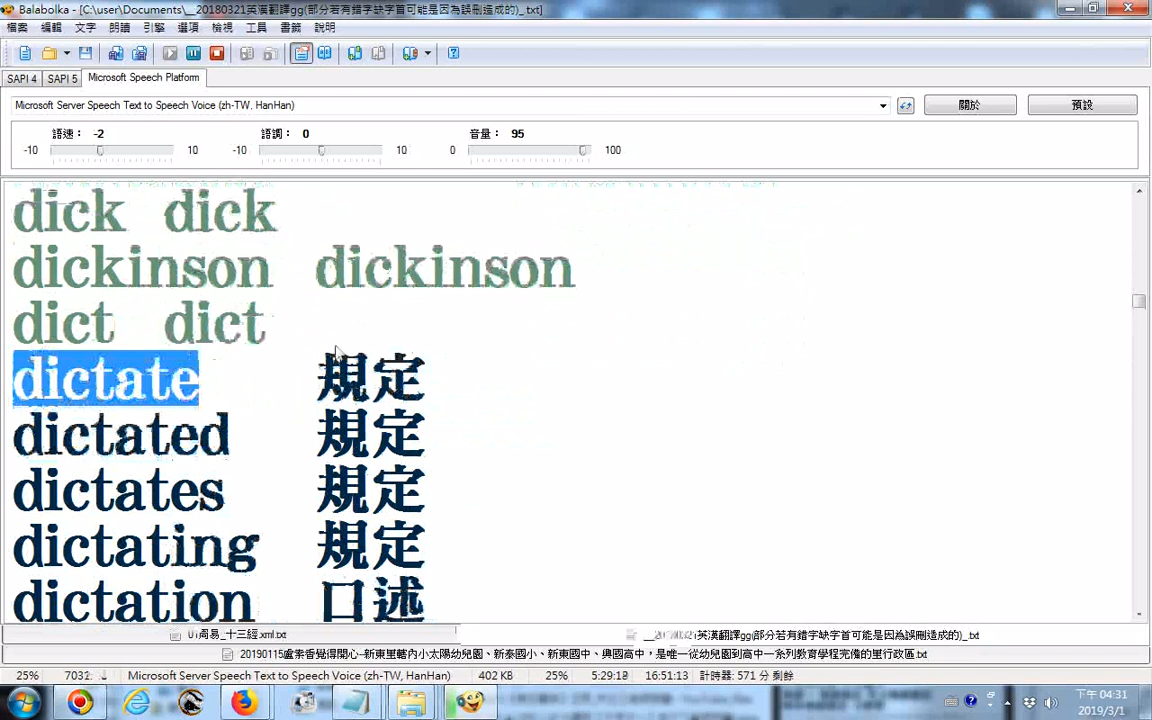 Balabolka - [C:\user\Documents\__20180321英漢翻譯gg(部分若有錯字缺字首可能是因為誤刪造成的)_.txt]
檔案 編輯 文字 朗讀 引擎 選項 檢視 工具 書籤 說明
SAPI 4 SAPI 5 Microsoft Speech Platform
Microsoft Server Speech Text to Speech Voice (zh-TW, HanHan) 關於 預設
語速： -2 語調： 0 音量： 95
-10 10 -10 10 0 100
dick dick
dickinson dickinson
dict dict
dictate 規定
dictated 規定
dictates 規定
dictating 規定
dictation 口述
01周易_十三經.xml.txt __20180321英漢翻譯gg(部分若有錯字缺字首可能是因為誤刪造成的)_.txt
20190115盧素香覺得開心-新東里轄內小太陽幼兒園、新泰國小、新東國中、興國高中，是唯一從幼兒園到高中一系列教育學程完備的里行政區.txt
25% 7032: Microsoft Server Speech Text to Speech Voice (zh-TW, HanHan) 402 KB 25% 5:29:18 16:51:13 計時器: 571 分 剩餘
下午 04:31
2019/3/1